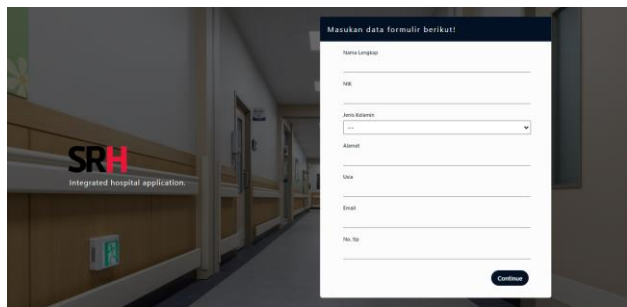 Masukan data formulir berikut!
Nama Lengkap
NIK
Jenis Kelamin
---
Alamat
Usia
Email
No. tlp
Continue
SRH
Integrated hospital application.